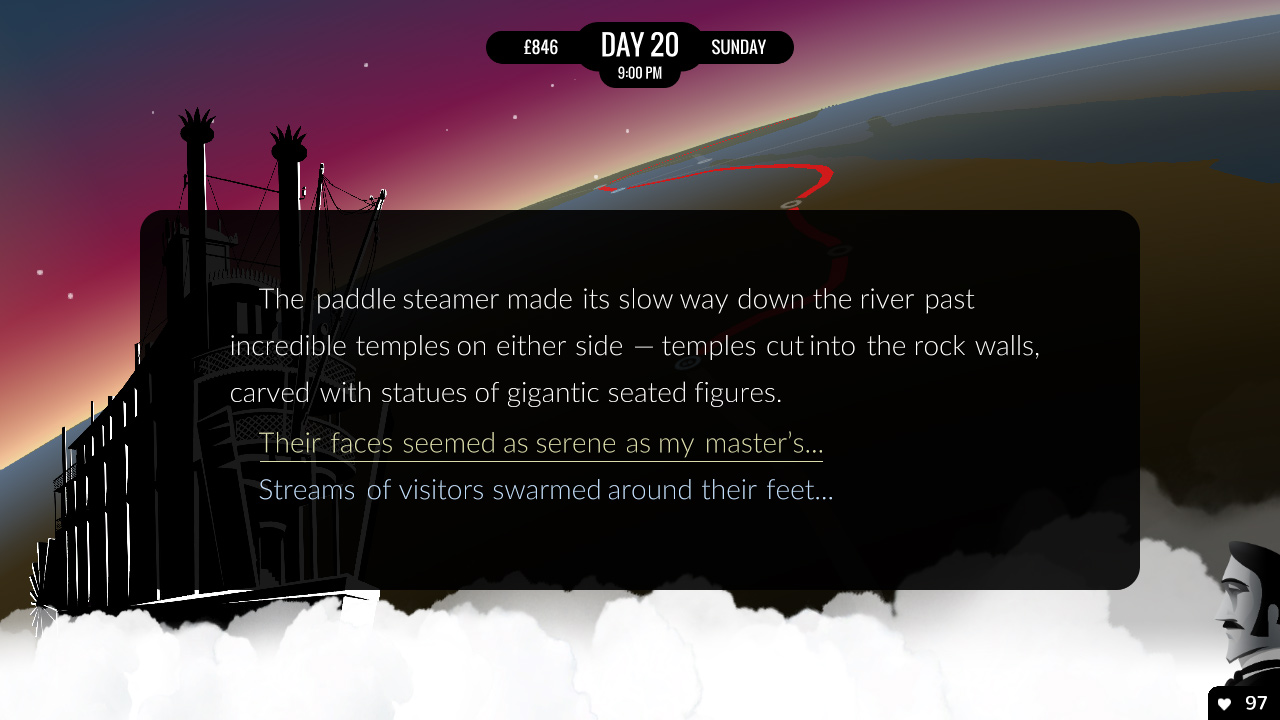 £846
DAY 20
SUNDAY
9:00 PM
The paddle steamer made its slow way down the river past
incredible temples on either side — temples cut into the rock walls,
carved with statues of gigantic seated figures.
Their faces seemed as serene as my master’s...
Streams of visitors swarmed around their feet...
97